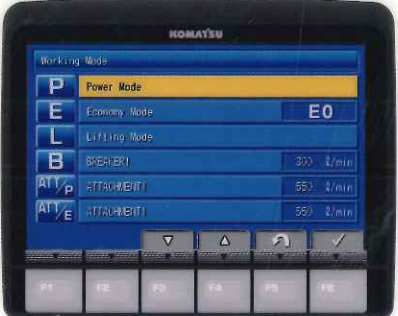 KOMATSU
Working Mode
P Power Mode
E Economy Mode E0
L Lifting Mode
B BREAKER1 ℓ/min
ATT/P ATTACHMENT1 550 ℓ/min
ATT/E ATTACHMENT1 550 ℓ/min
F1 F2 F3 F4 F5 F6